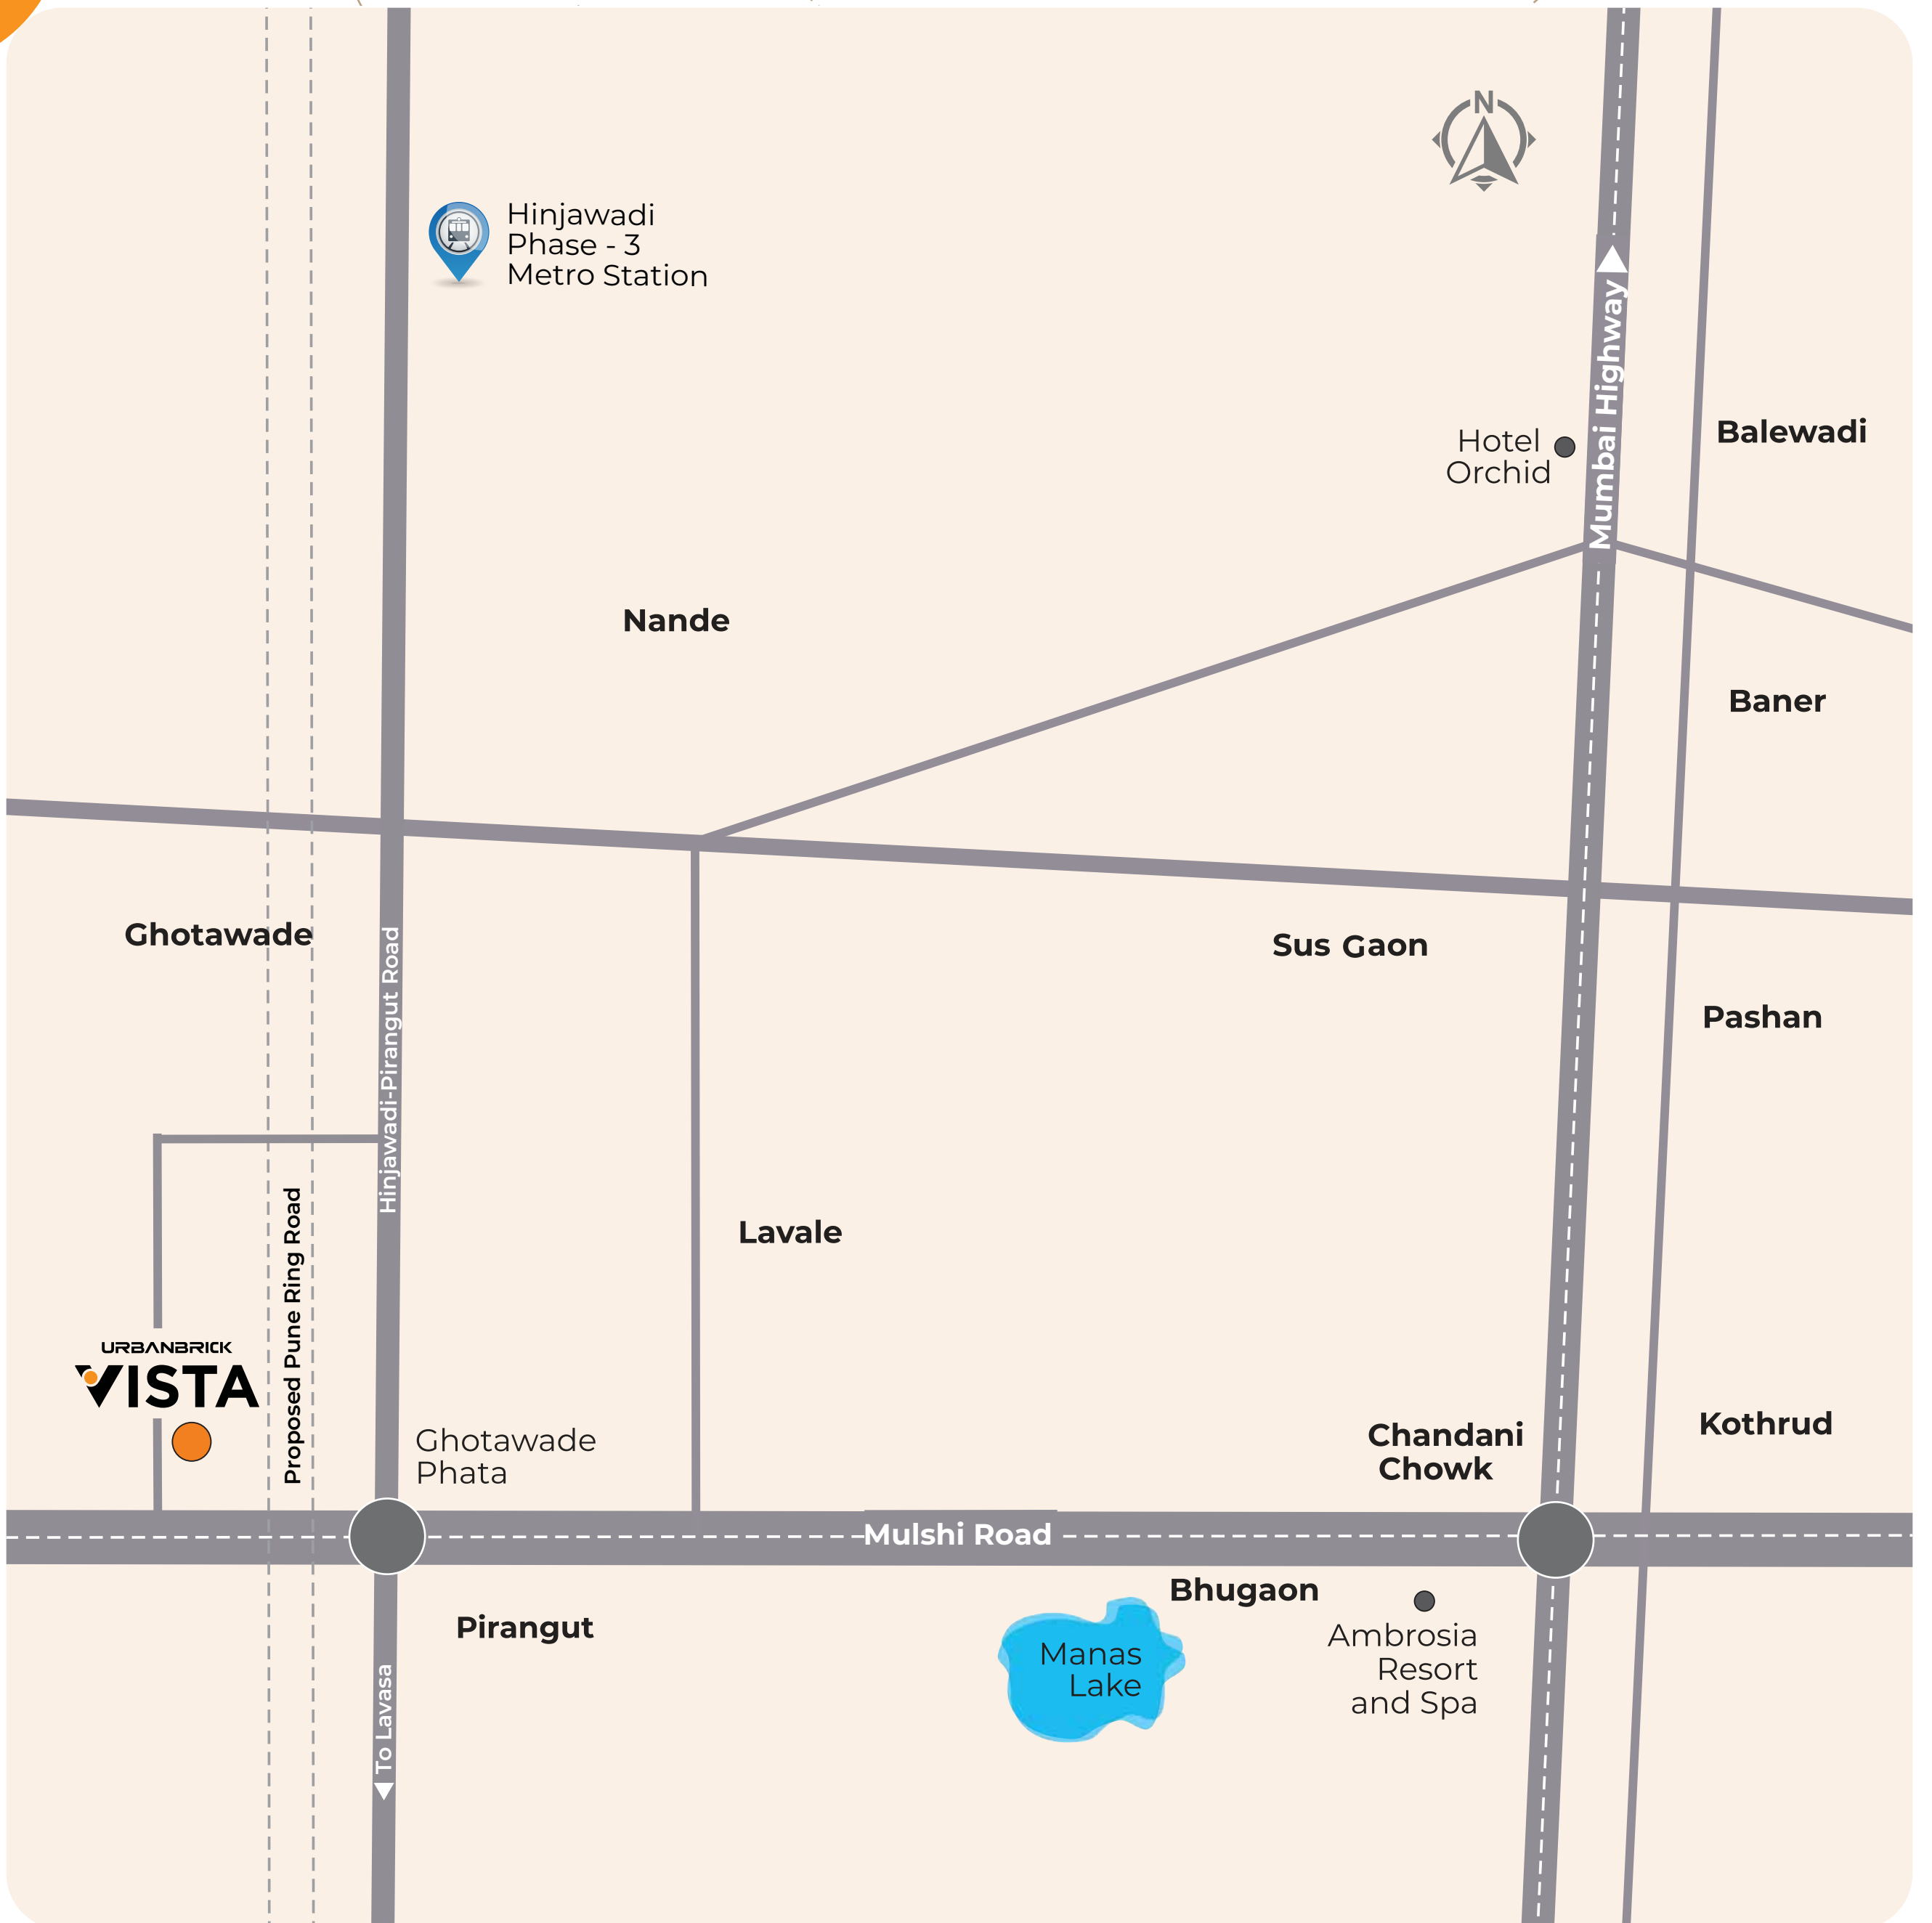 N
Hinjawadi
Phase - 3
Metro Station
Mumbai Highway
Hotel
Orchid
Balewadi
Nande
Baner
Ghotawade
Hinjawadi-Pirangut Road
Sus Gaon
Pashan
Lavale
Proposed Pune Ring Road
URBANBRICK
VISTA
Ghotawade
Phata
Chandani
Chowk
Kothrud
Mulshi Road
Bhugaon
Pirangut
Manas
Lake
Ambrosia
Resort
and Spa
To Lavasa